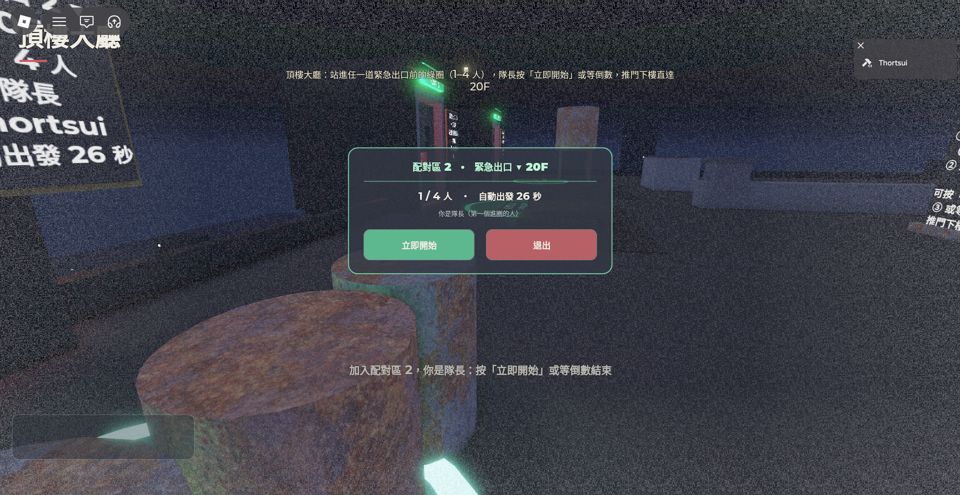 頂樓大廳
4 人
隊長
hortsui
出發 26 秒
頂樓大廳：站進任一道緊急出口前的綠圈（1–4 人），隊長按「立即開始」或等倒數，推門下樓直達
20F
Thortsui
配對區 2 • 緊急出口 ▼ 20F
1 / 4 人 • 自動出發 26 秒
你是隊長（第一個進圈的人）
立即開始
退出
加入配對區 2，你是隊長：按「立即開始」或等倒數結束
②
可按
③ 或等
推門下樓